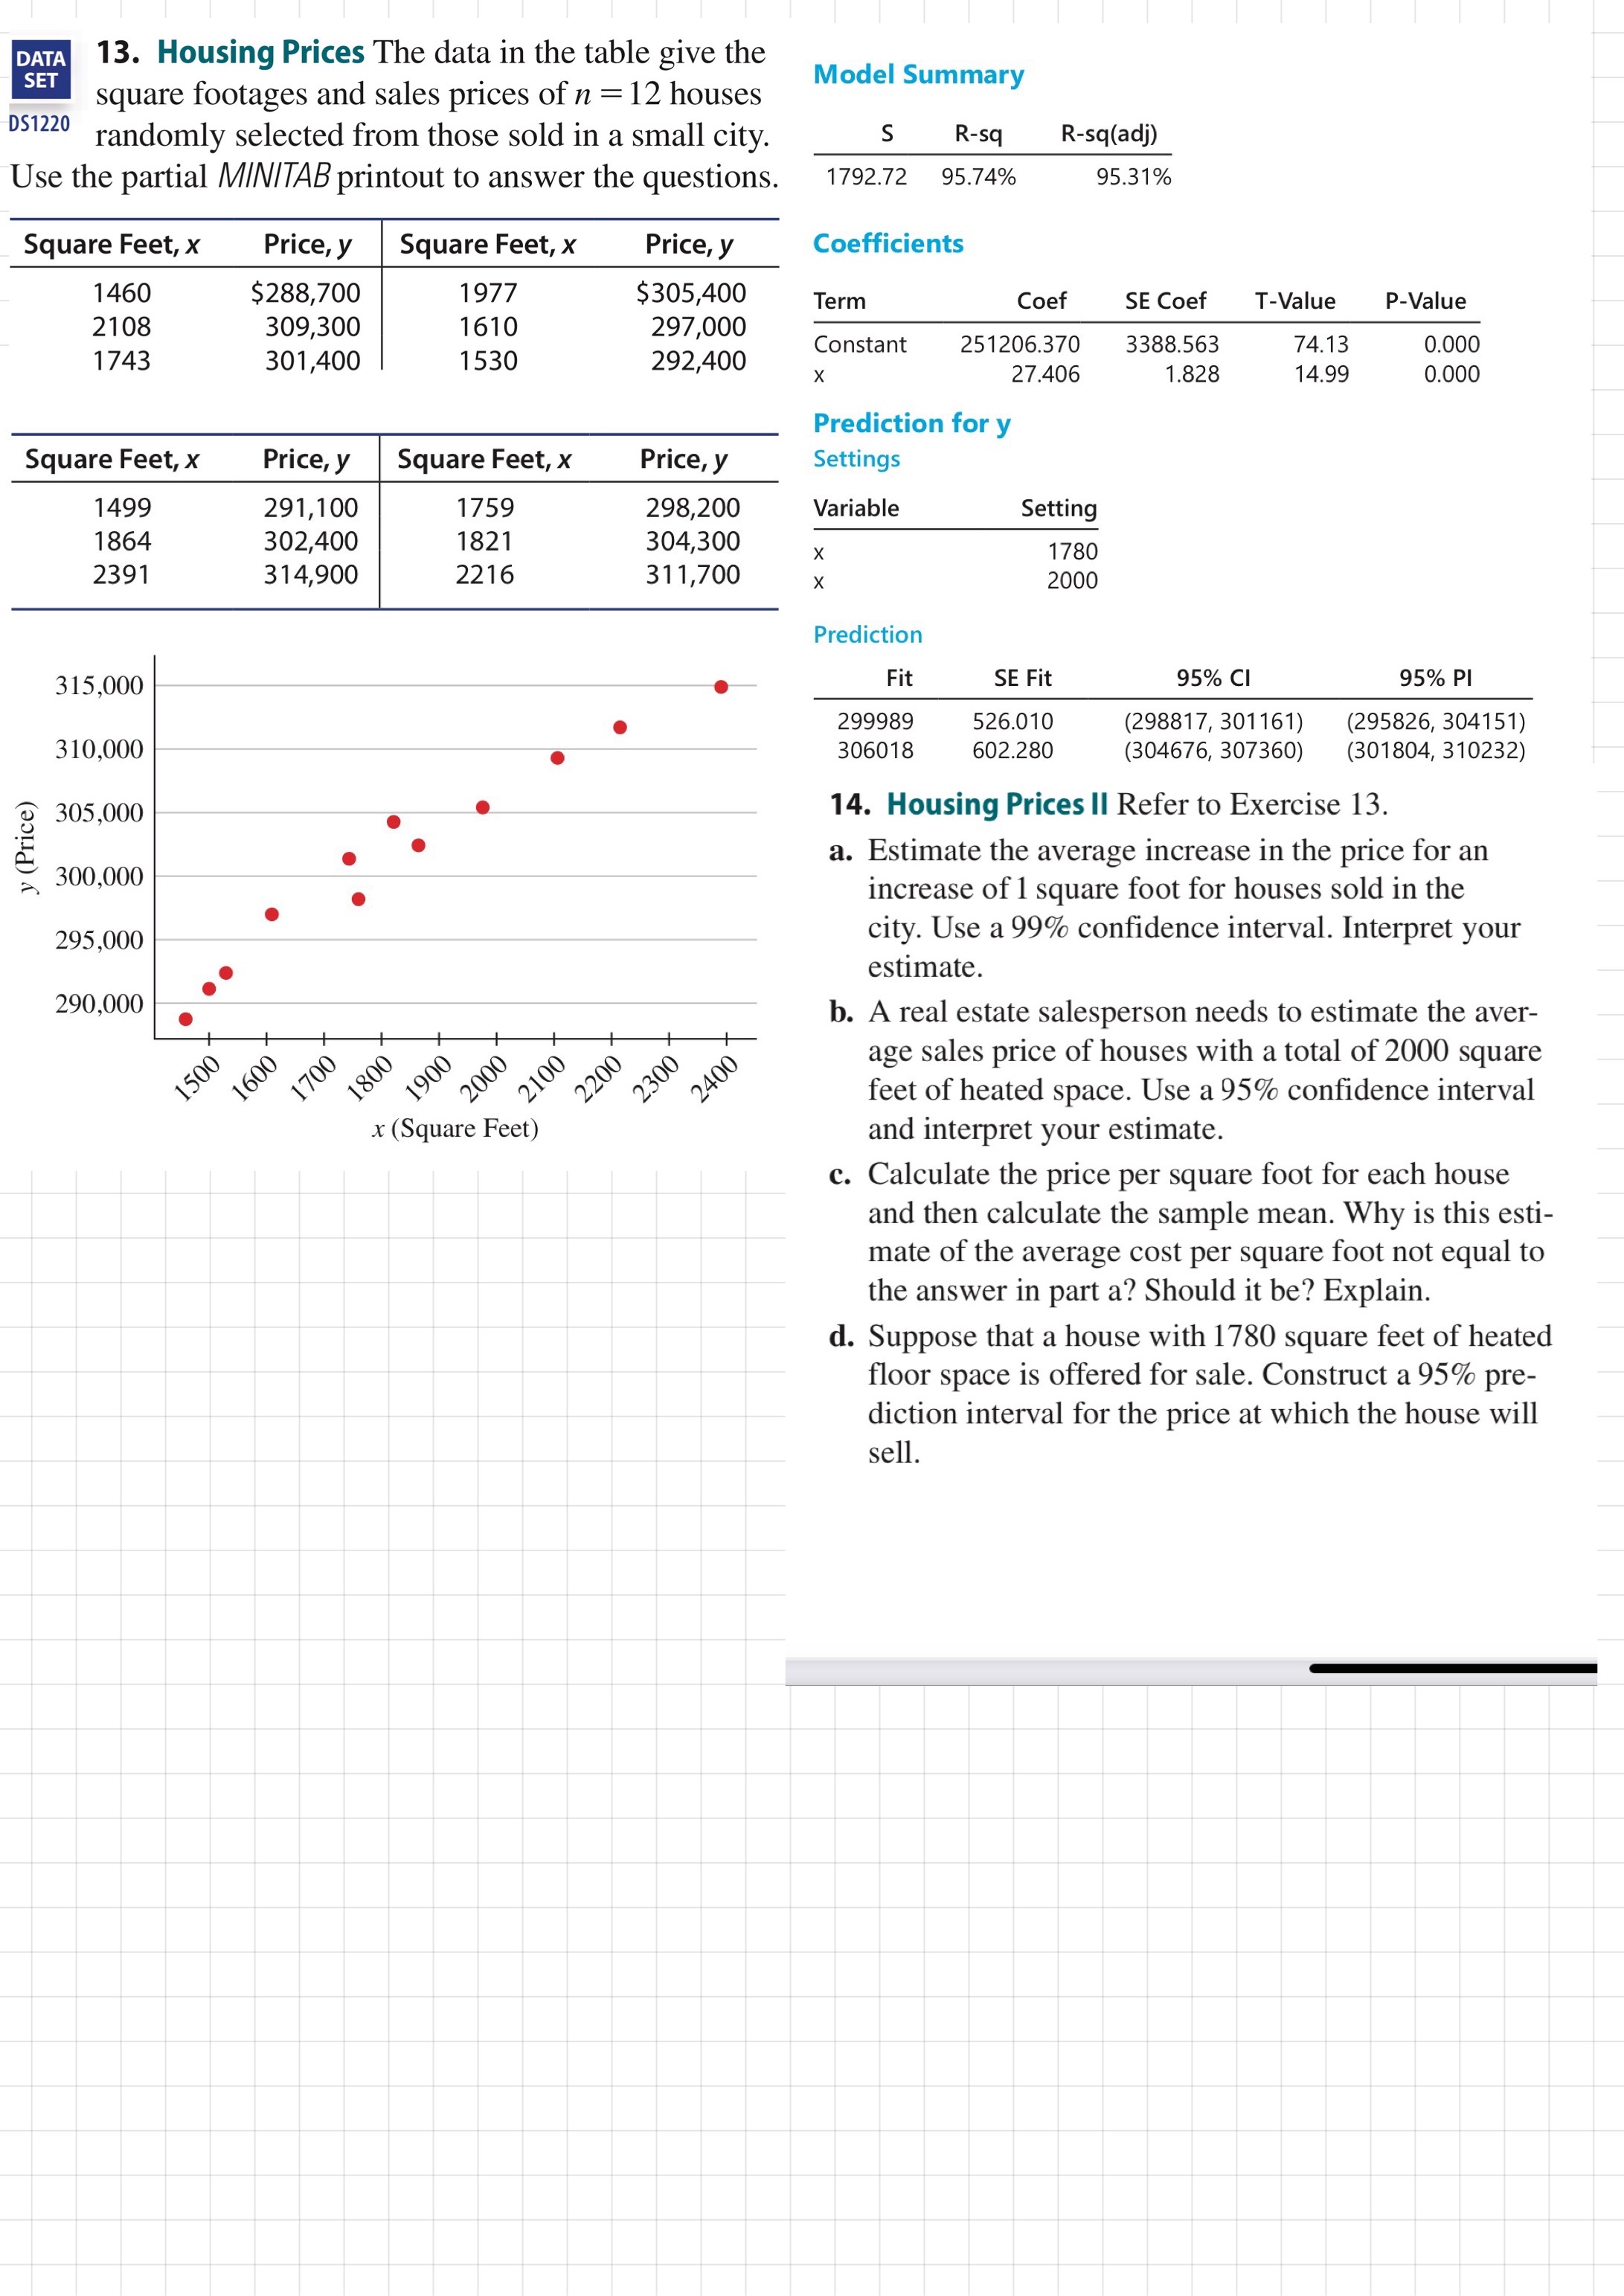 DATA
SET
DS1220
13. Housing Prices The data in the table give the
square footages and sales prices of n = 12 houses
randomly selected from those sold in a small city.
Use the partial MINITAB printout to answer the questions.
Square Feet, x Price, y Square Feet, x Price, y
1460 $288,700 1977 $305,400
2108 309,300 1610 297,000
1743 301,400 1530 292,400
Square Feet, x Price, y Square Feet, x Price, y
1499 291,100 1759 298,200
1864 302,400 1821 304,300
2391 314,900 2216 311,700
y (Price)
315,000
310,000
305,000
300,000
295,000
290,000
1500 1600 1700 1800 1900 2000 2100 2200 2300 2400
x (Square Feet)
Model Summary
S R-sq R-sq(adj)
1792.72 95.74% 95.31%
Coefficients
Term Coef SE Coef T-Value P-Value
Constant 251206.370 3388.563 74.13 0.000
x 27.406 1.828 14.99 0.000
Prediction for y
Settings
Variable Setting
x 1780
x 2000
Prediction
Fit SE Fit 95% CI 95% PI
299989 526.010 (298817, 301161) (295826, 304151)
306018 602.280 (304676, 307360) (301804, 310232)
14. Housing Prices II Refer to Exercise 13.
a. Estimate the average increase in the price for an
increase of 1 square foot for houses sold in the
city. Use a 99% confidence interval. Interpret your
estimate.
b. A real estate salesperson needs to estimate the aver-
age sales price of houses with a total of 2000 square
feet of heated space. Use a 95% confidence interval
and interpret your estimate.
c. Calculate the price per square foot for each house
and then calculate the sample mean. Why is this esti-
mate of the average cost per square foot not equal to
the answer in part a? Should it be? Explain.
d. Suppose that a house with 1780 square feet of heated
floor space is offered for sale. Construct a 95% pre-
diction interval for the price at which the house will
sell.